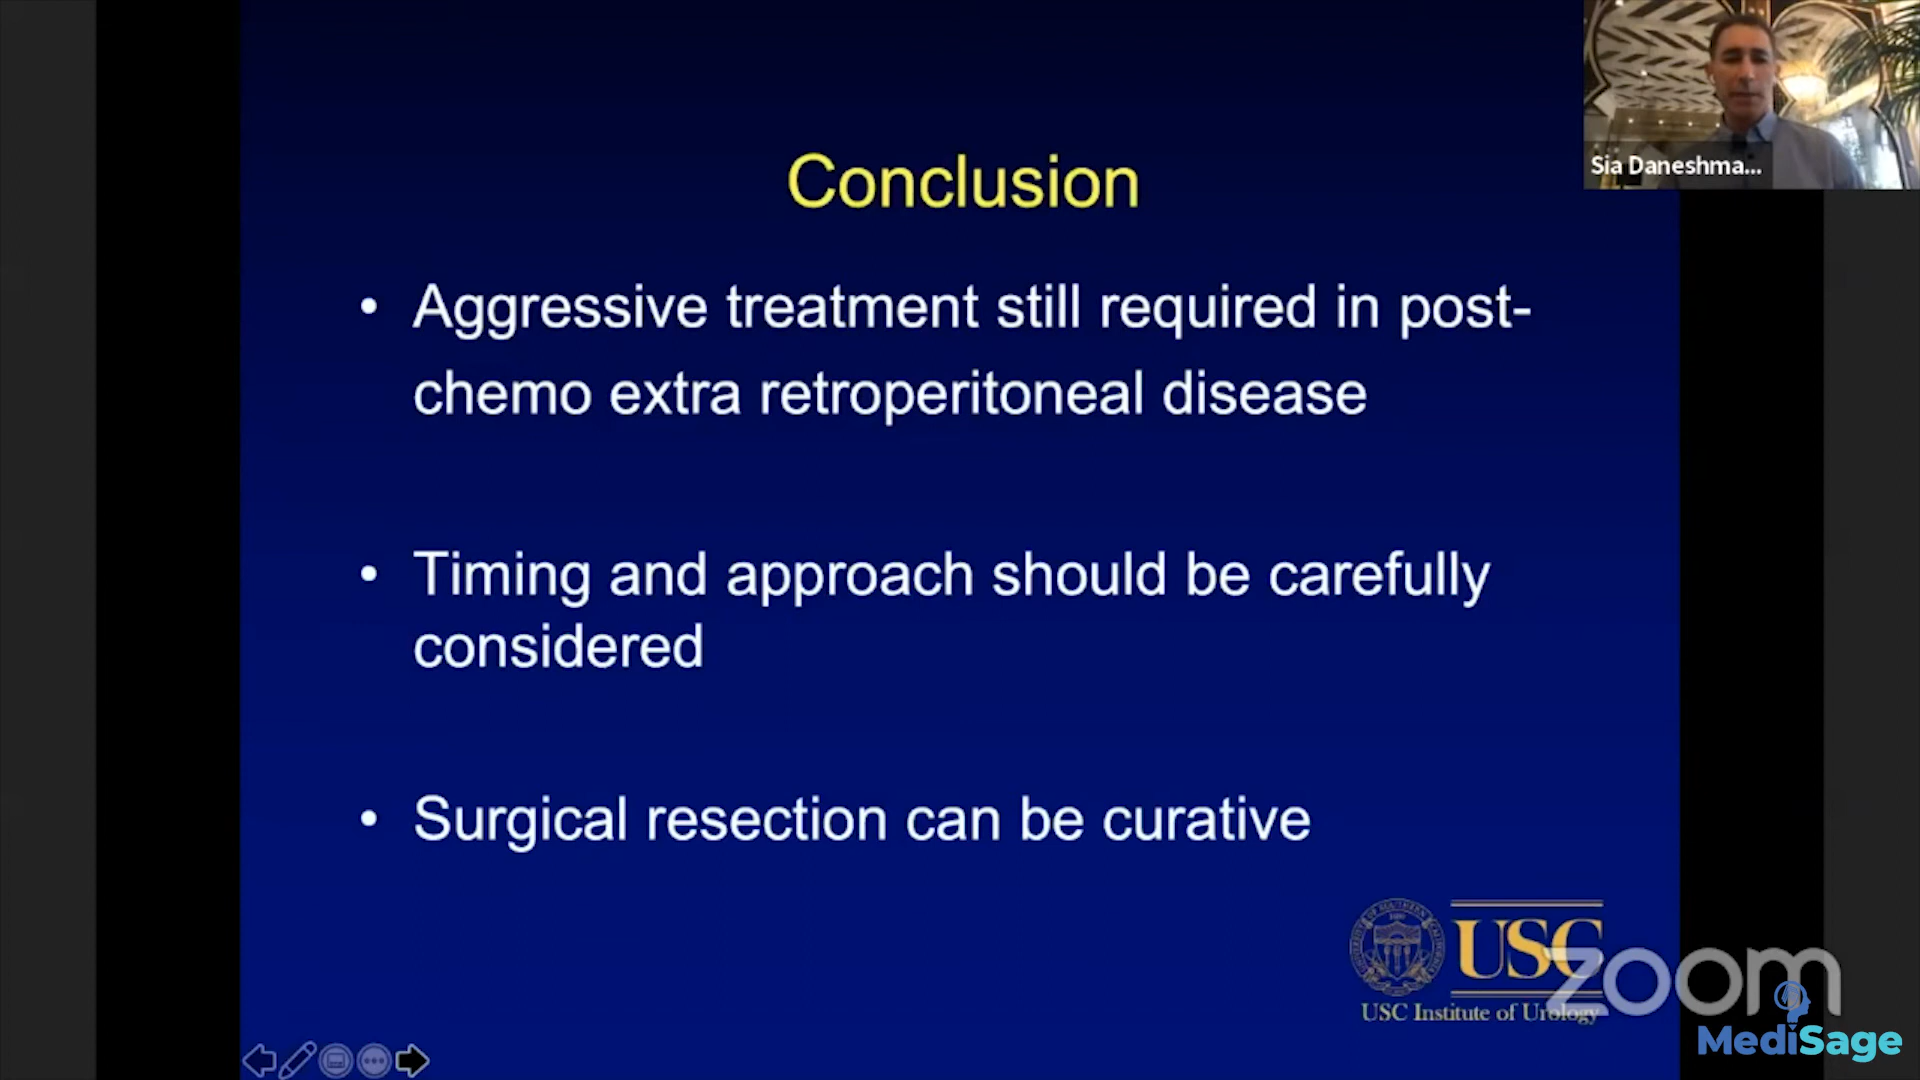 Sia Daneshma...
Conclusion
• Aggressive treatment still required in post-
chemo extra retroperitoneal disease
• Timing and approach should be carefully
considered
• Surgical resection can be curative
USC
USC Institute of Urology
zoom
MediSage